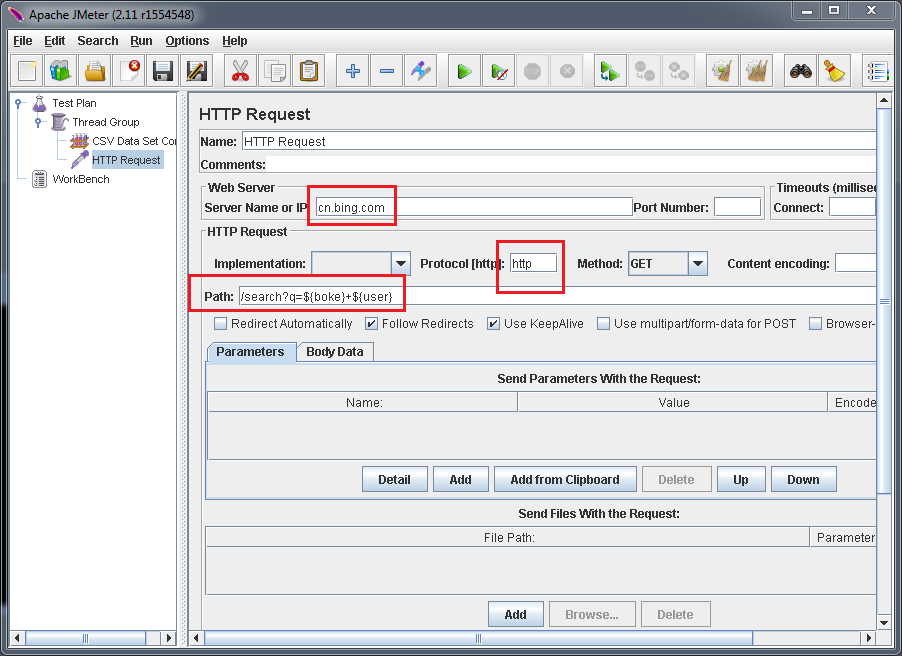 Apache JMeter (2.11 r1554548)
File Edit Search Run Options Help
Test Plan
Thread Group
CSV Data Set Co
HTTP Request
WorkBench
HTTP Request
Name: HTTP Request
Comments:
Web Server
Timeouts (millise
Server Name or IP: cn.bing.com
Port Number:
Connect:
HTTP Request
Implementation:
Protocol [http]: http
Method: GET
Content encoding:
Path: /search?q=${boke}+${user}
Redirect Automatically
Follow Redirects
Use KeepAlive
Use multipart/form-data for POST
Browser-
Parameters
Body Data
Send Parameters With the Request:
Name:
Value
Encode
Detail
Add
Add from Clipboard
Delete
Up
Down
Send Files With the Request:
File Path:
Parameter
Add
Browse...
Delete